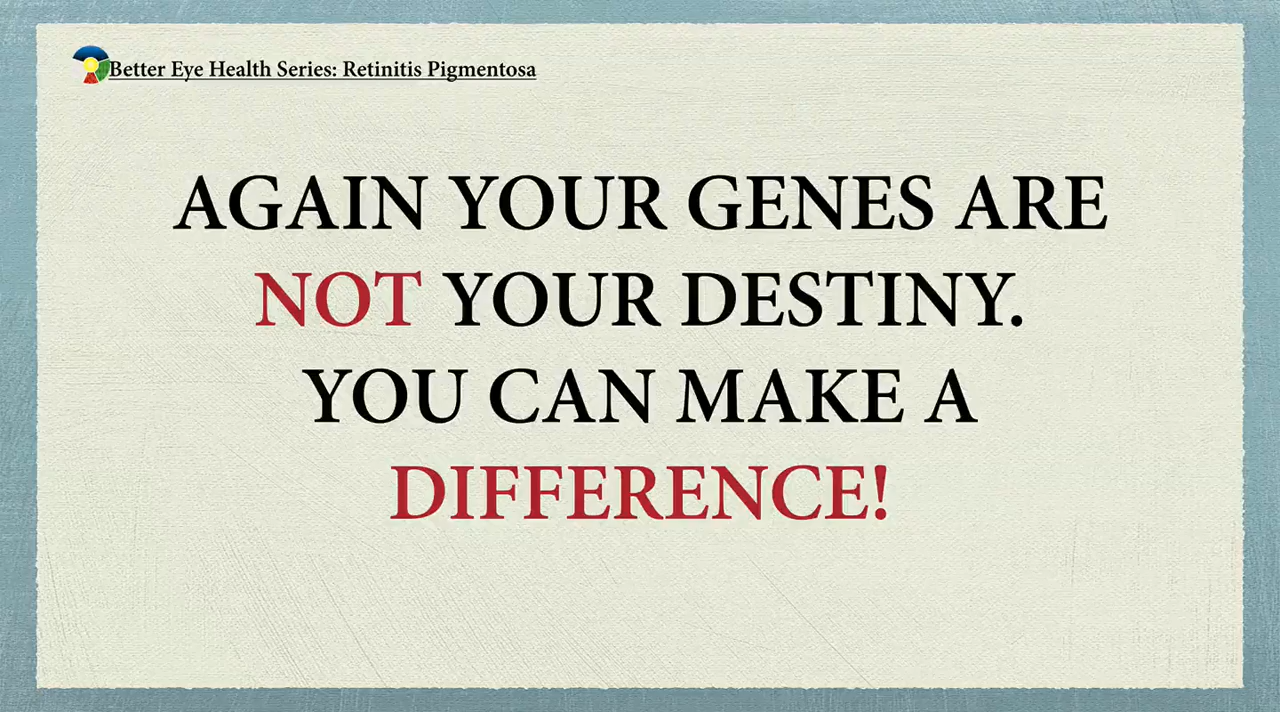 Better Eye Health Series: Retinitis Pigmentosa
AGAIN YOUR GENES ARE
NOT YOUR DESTINY.
YOU CAN MAKE A
DIFFERENCE!